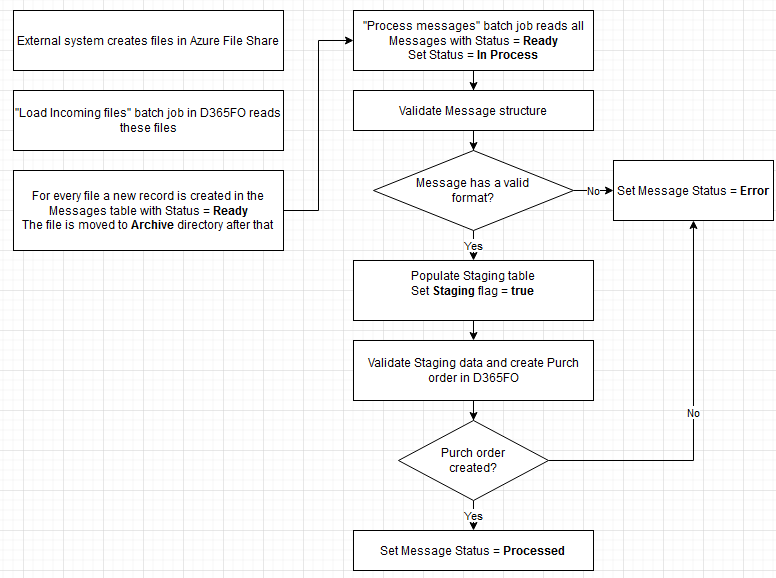 External system creates files in Azure File Share
"Load Incoming files" batch job in D365FO reads
these files
For every file a new record is created in the
Messages table with Status = Ready
The file is moved to Archive directory after that
"Process messages" batch job reads all
Messages with Status = Ready
Set Status = In Process
Validate Message structure
Message has a valid
format?
No
Set Message Status = Error
Yes
Populate Staging table
Set Staging flag = true
Validate Staging data and create Purch
order in D365FO
Purch order
created?
No
Yes
Set Message Status = Processed